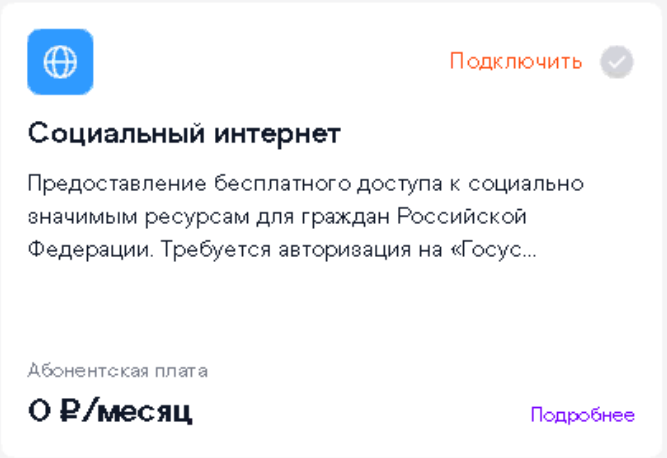 Подключить
Социальный интернет
Предоставление бесплатного доступа к социально
значимым ресурсам для граждан Российской
Федерации. Требуется авторизация на «Госус...
Абонентская плата
0 ₽/месяц
Подробнее